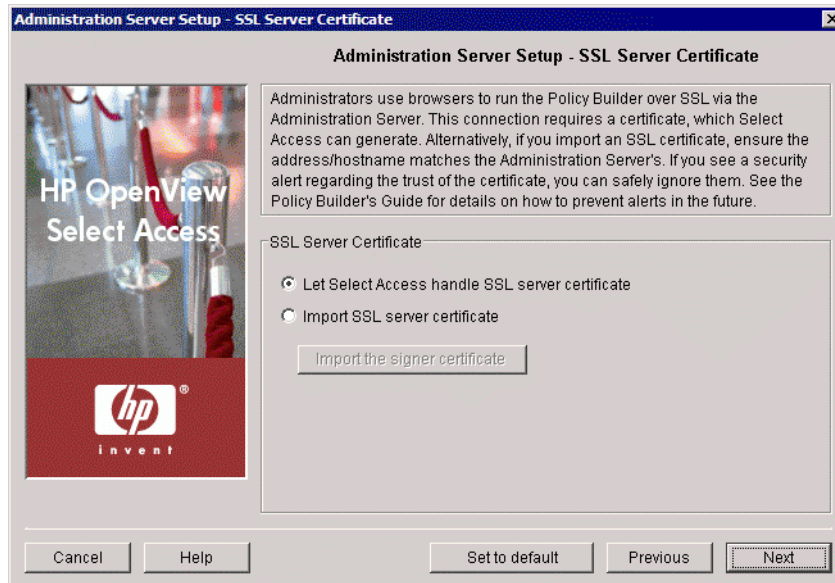 Administration Server Setup - SSL Server Certificate
Administration Server Setup - SSL Server Certificate
Administrators use browsers to run the Policy Builder over SSL via the
Administration Server. This connection requires a certificate, which Select
Access can generate. Alternatively, if you import an SSL certificate, ensure the
address/hostname matches the Administration Server's. If you see a security
alert regarding the trust of the certificate, you can safely ignore them. See the
Policy Builder's Guide for details on how to prevent alerts in the future.
HP OpenView
Select Access
SSL Server Certificate
Let Select Access handle SSL server certificate
Import SSL server certificate
Import the signer certificate
hp ®
invent
Cancel
Help
Set to default
Previous
Next